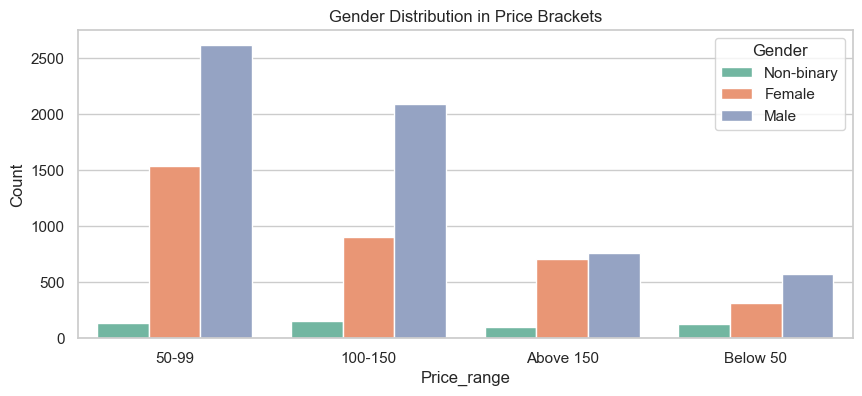 Gender Distribution in Price Brackets
Gender
Non-binary
Female
Male
Count
2500
2000
1500
1000
500
0
50-99 100-150 Above 150 Below 50
Price_range